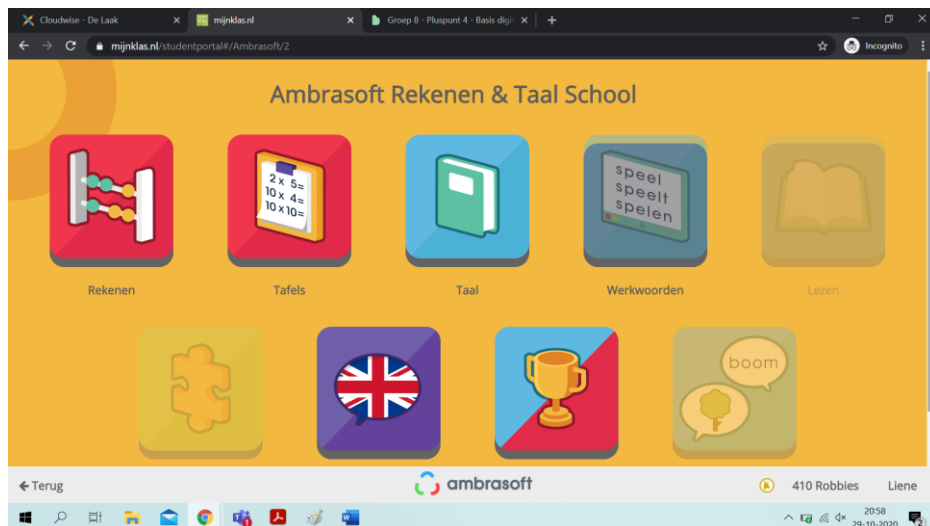 Cloudwise - De Laak
mijnklas.nl
Groep 8 - Pluspunt 4 - Basis digi
mijnklas.nl/studentportal#/Ambrasoft/2
Incognito
Ambrasoft Rekenen & Taal School
2 x 5=
10 x 4=
10 x10=
speel
speelt
spelen
Rekenen
Tafels
Taal
Werkwoorden
Lezen
boom
Terug
ambrasoft
410 Robbies
Liene
20:58
29-10-2020
2